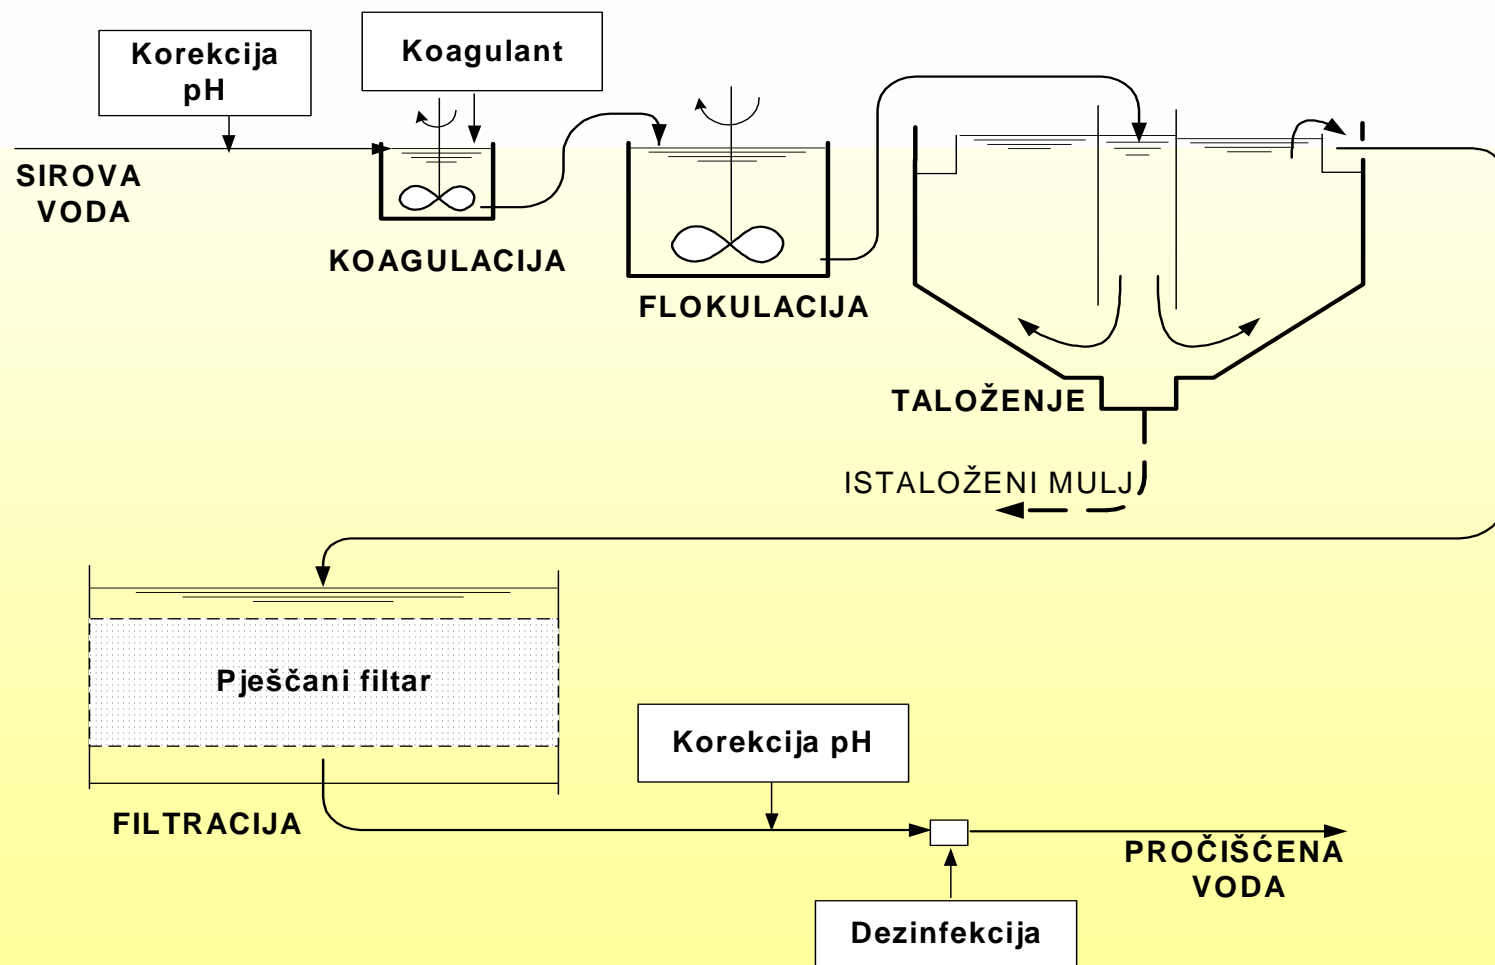 Korekcija
pH
Koagulant
SIROVA
VODA
KOAGULACIJA
FLOKULACIJA
TALOŽENJE
ISTALOŽENI MULJ
Pješčani filtar
FILTRACIJA
Korekcija pH
PROČIŠĆENA
VODA
Dezinfekcija